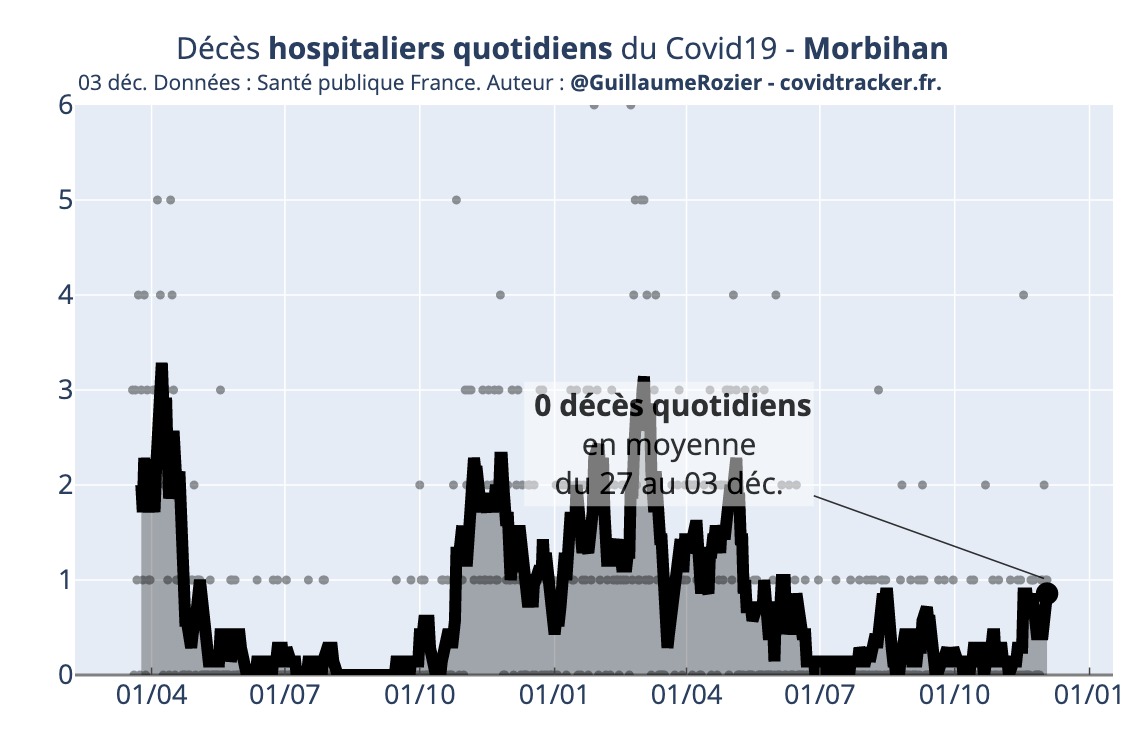 Décès hospitaliers quotidiens du Covid19 - Morbihan
03 déc. Données : Santé publique France. Auteur : @GuillaumeRozier - covidtracker.fr.
6
5
4
3
2
1
0
0 décès quotidiens
en moyenne
du 27 au 03 déc.
01/04 01/07 01/10 01/01 01/04 01/07 01/10 01/01